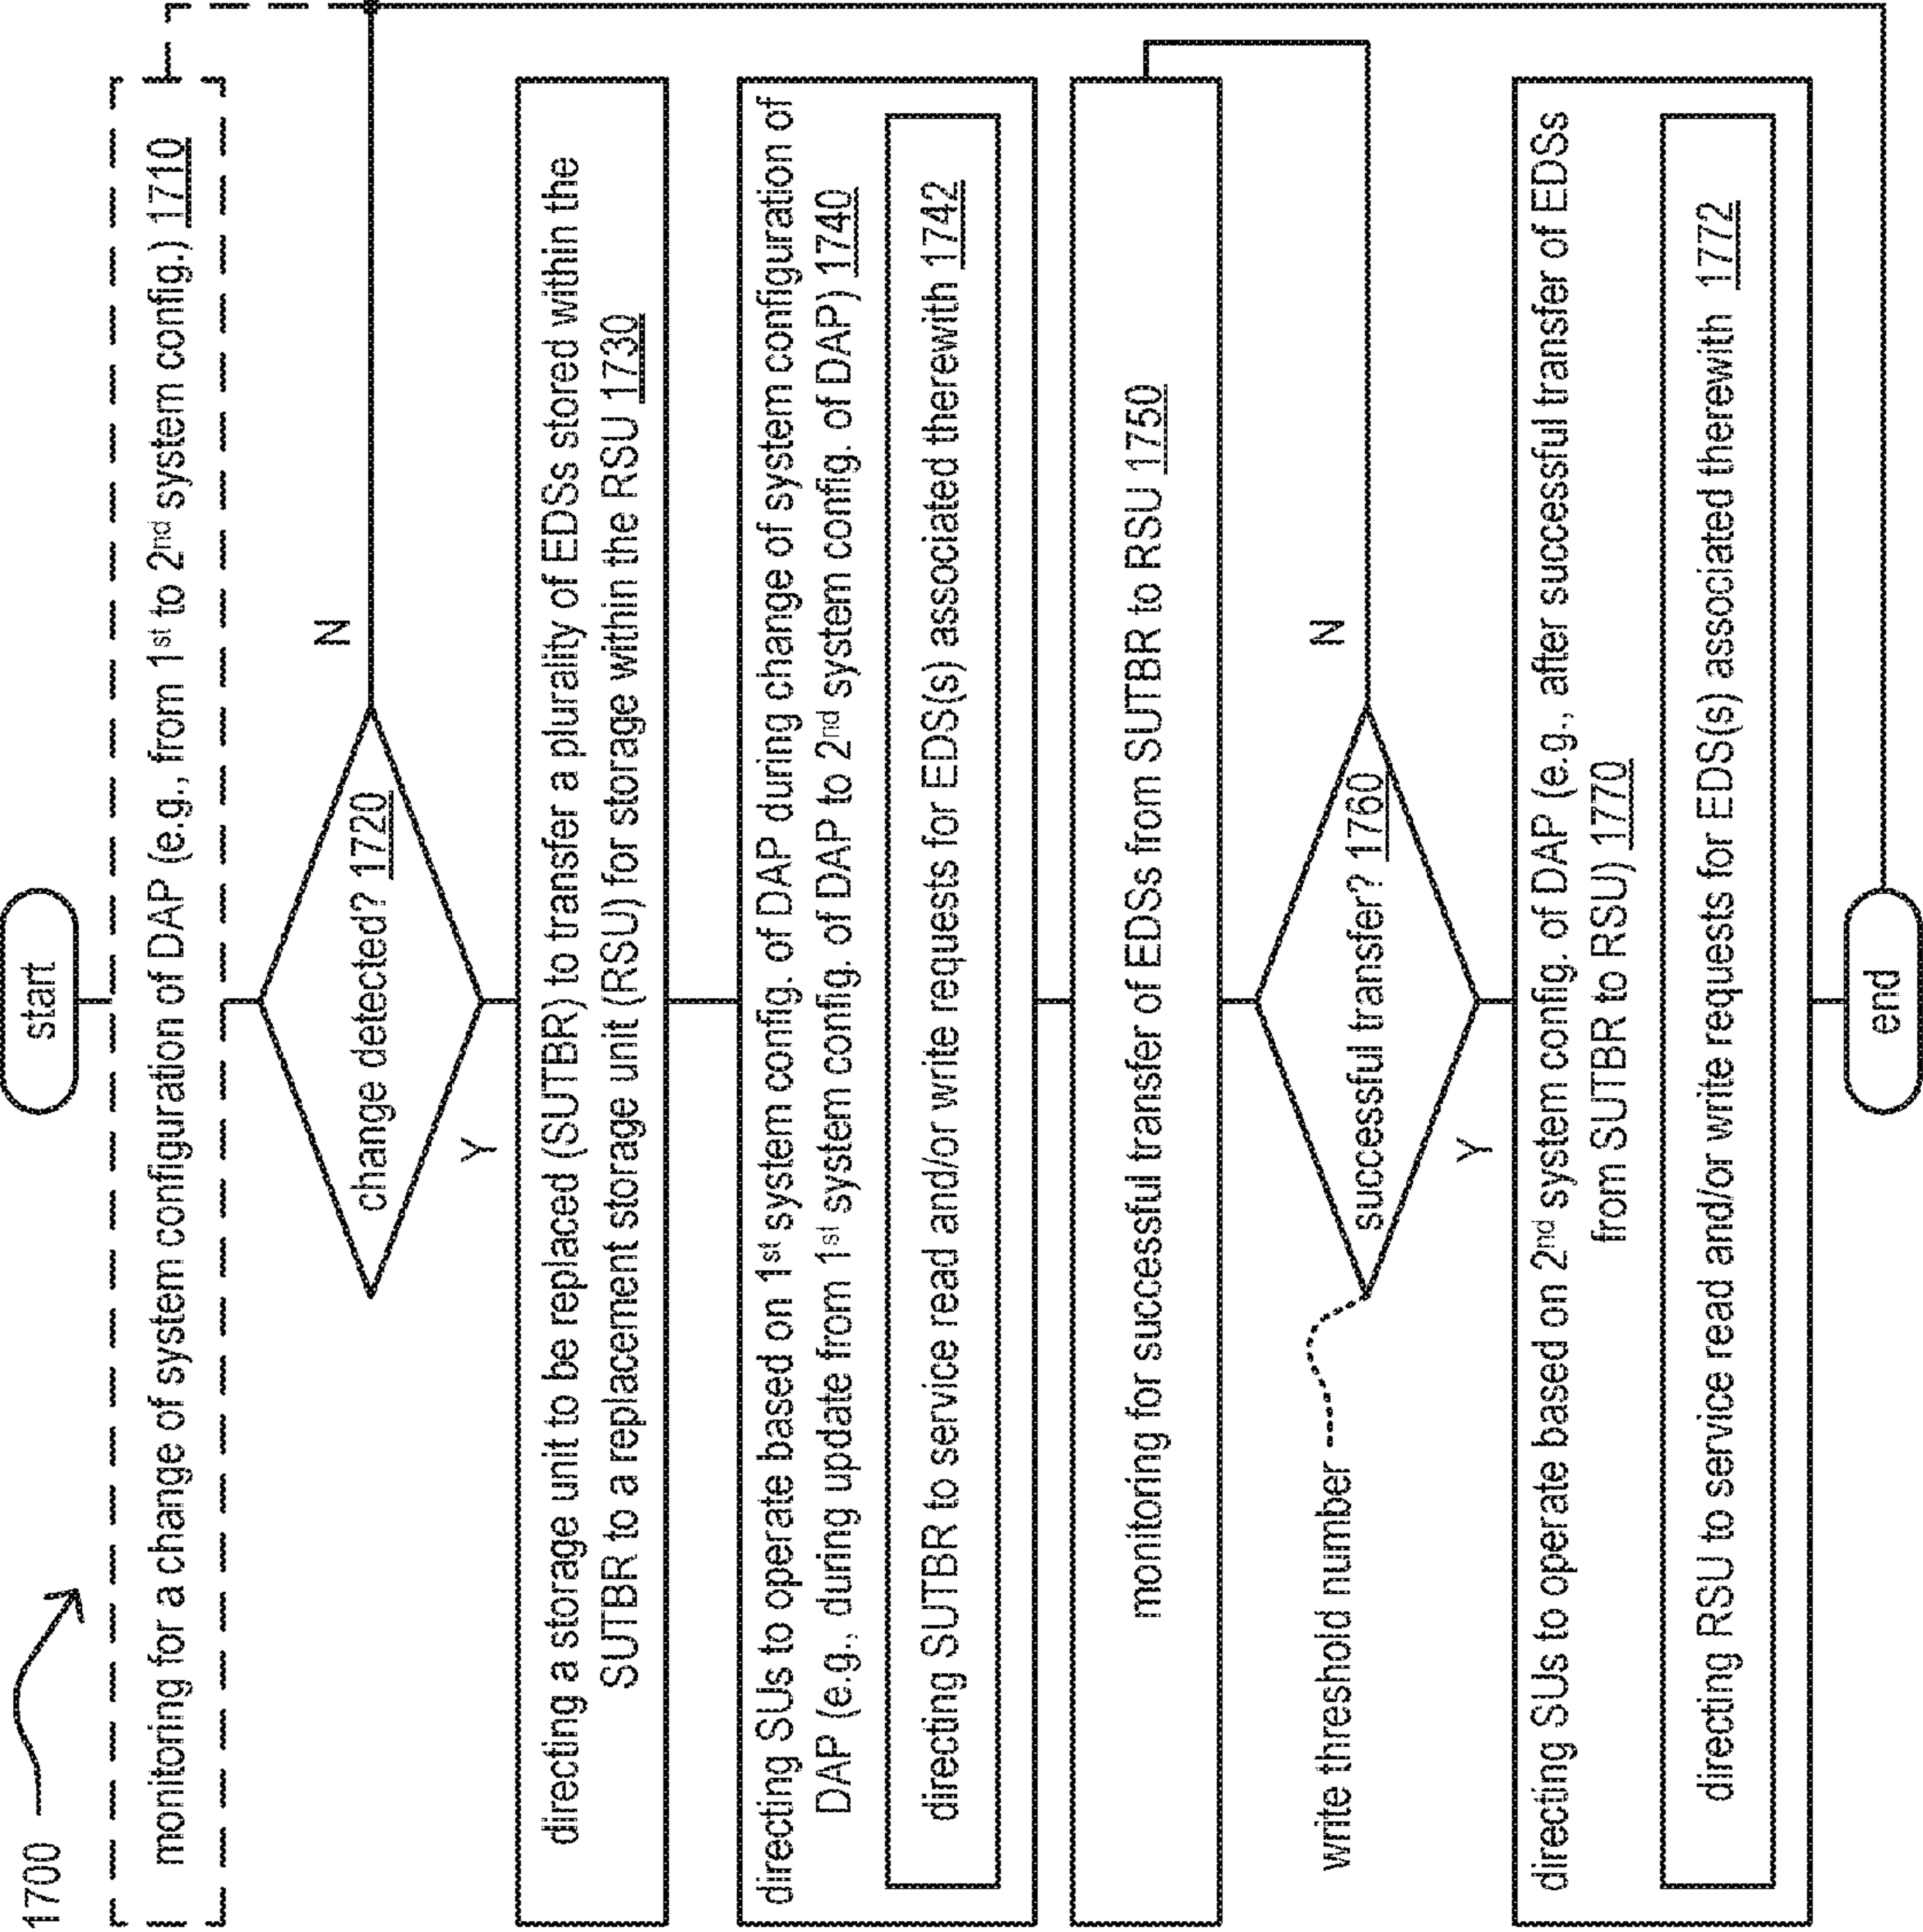 1700
start
monitoring for a change of system configuration of DAP (e.g., from 1st to 2nd system config.) 1710
change detected? 1720
N
Y
directing a storage unit to be replaced (SUTBR) to transfer a plurality of EDSs stored within the
SUTBR to a replacement storage unit (RSU) for storage within the RSU 1730
directing SUs to operate based on 1st system config. of DAP during change of system configuration of
DAP (e.g., during update from 1st system config. of DAP to 2nd system config. of DAP) 1740
directing SUTBR to service read and/or write requests for EDS(s) associated therewith 1742
monitoring for successful transfer of EDSs from SUTBR to RSU 1750
write threshold number
successful transfer? 1760
N
Y
directing SUs to operate based on 2nd system config. of DAP (e.g., after successful transfer of EDSs
from SUTBR to RSU) 1770
directing RSU to service read and/or write requests for EDS(s) associated therewith 1772
end